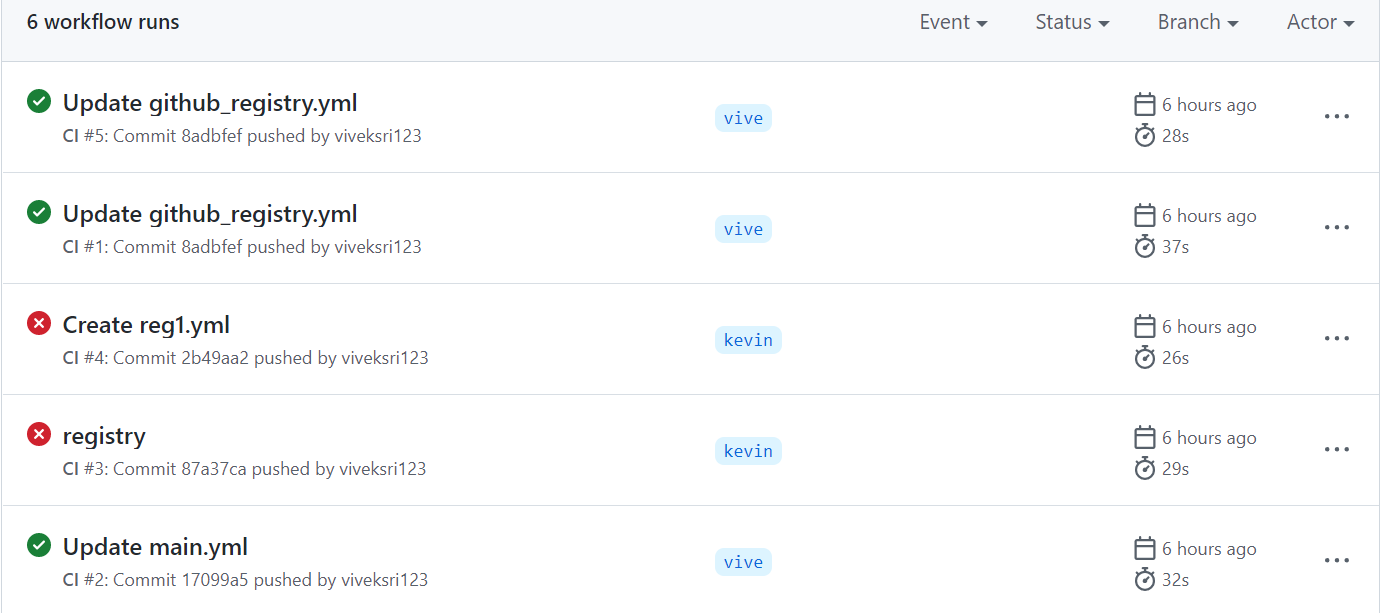 6 workflow runs Event Status Branch Actor
Update github_registry.yml
CI #5: Commit 8adbfef pushed by viveksri123
vive
6 hours ago
28s
Update github_registry.yml
CI #1: Commit 8adbfef pushed by viveksri123
vive
6 hours ago
37s
Create reg1.yml
CI #4: Commit 2b49aa2 pushed by viveksri123
kevin
6 hours ago
26s
registry
CI #3: Commit 87a37ca pushed by viveksri123
kevin
6 hours ago
29s
Update main.yml
CI #2: Commit 17099a5 pushed by viveksri123
vive
6 hours ago
32s